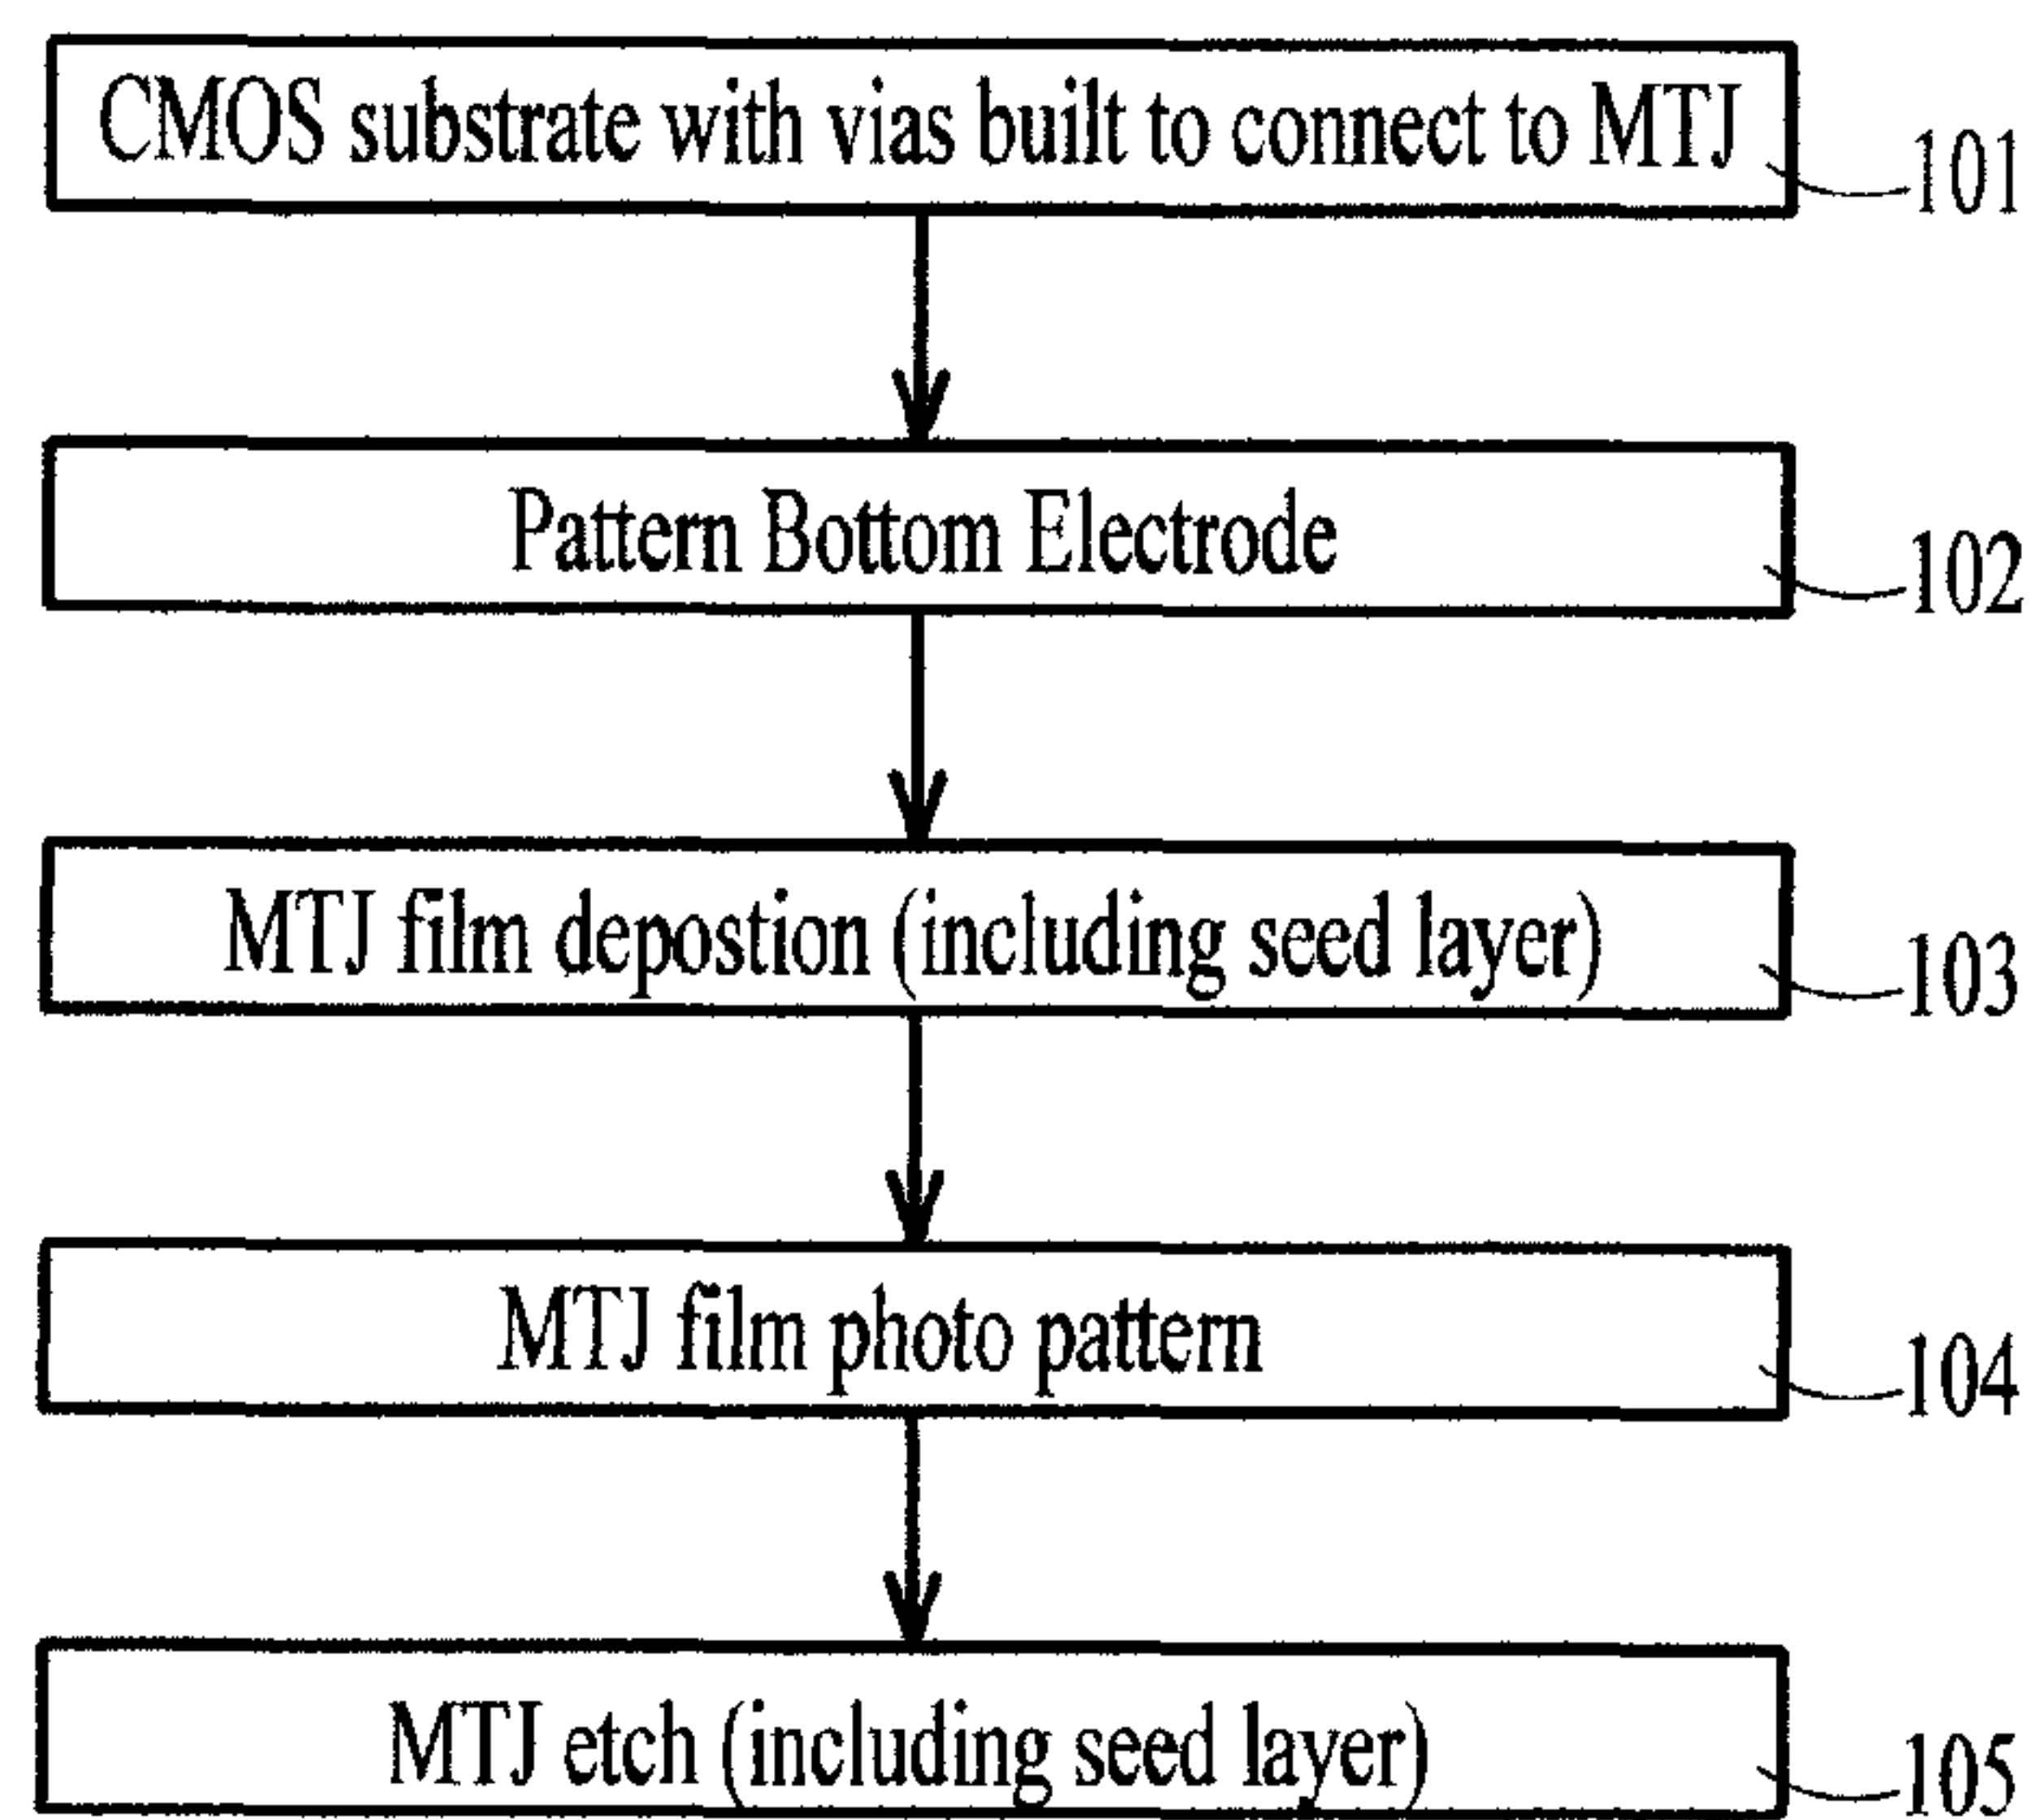 CMOS substrate with vias built to connect to MTJ
101
Pattern Bottom Electrode
102
MTJ film depostion (including seed layer)
103
MTJ film photo pattern
104
MTJ etch (including seed layer)
105